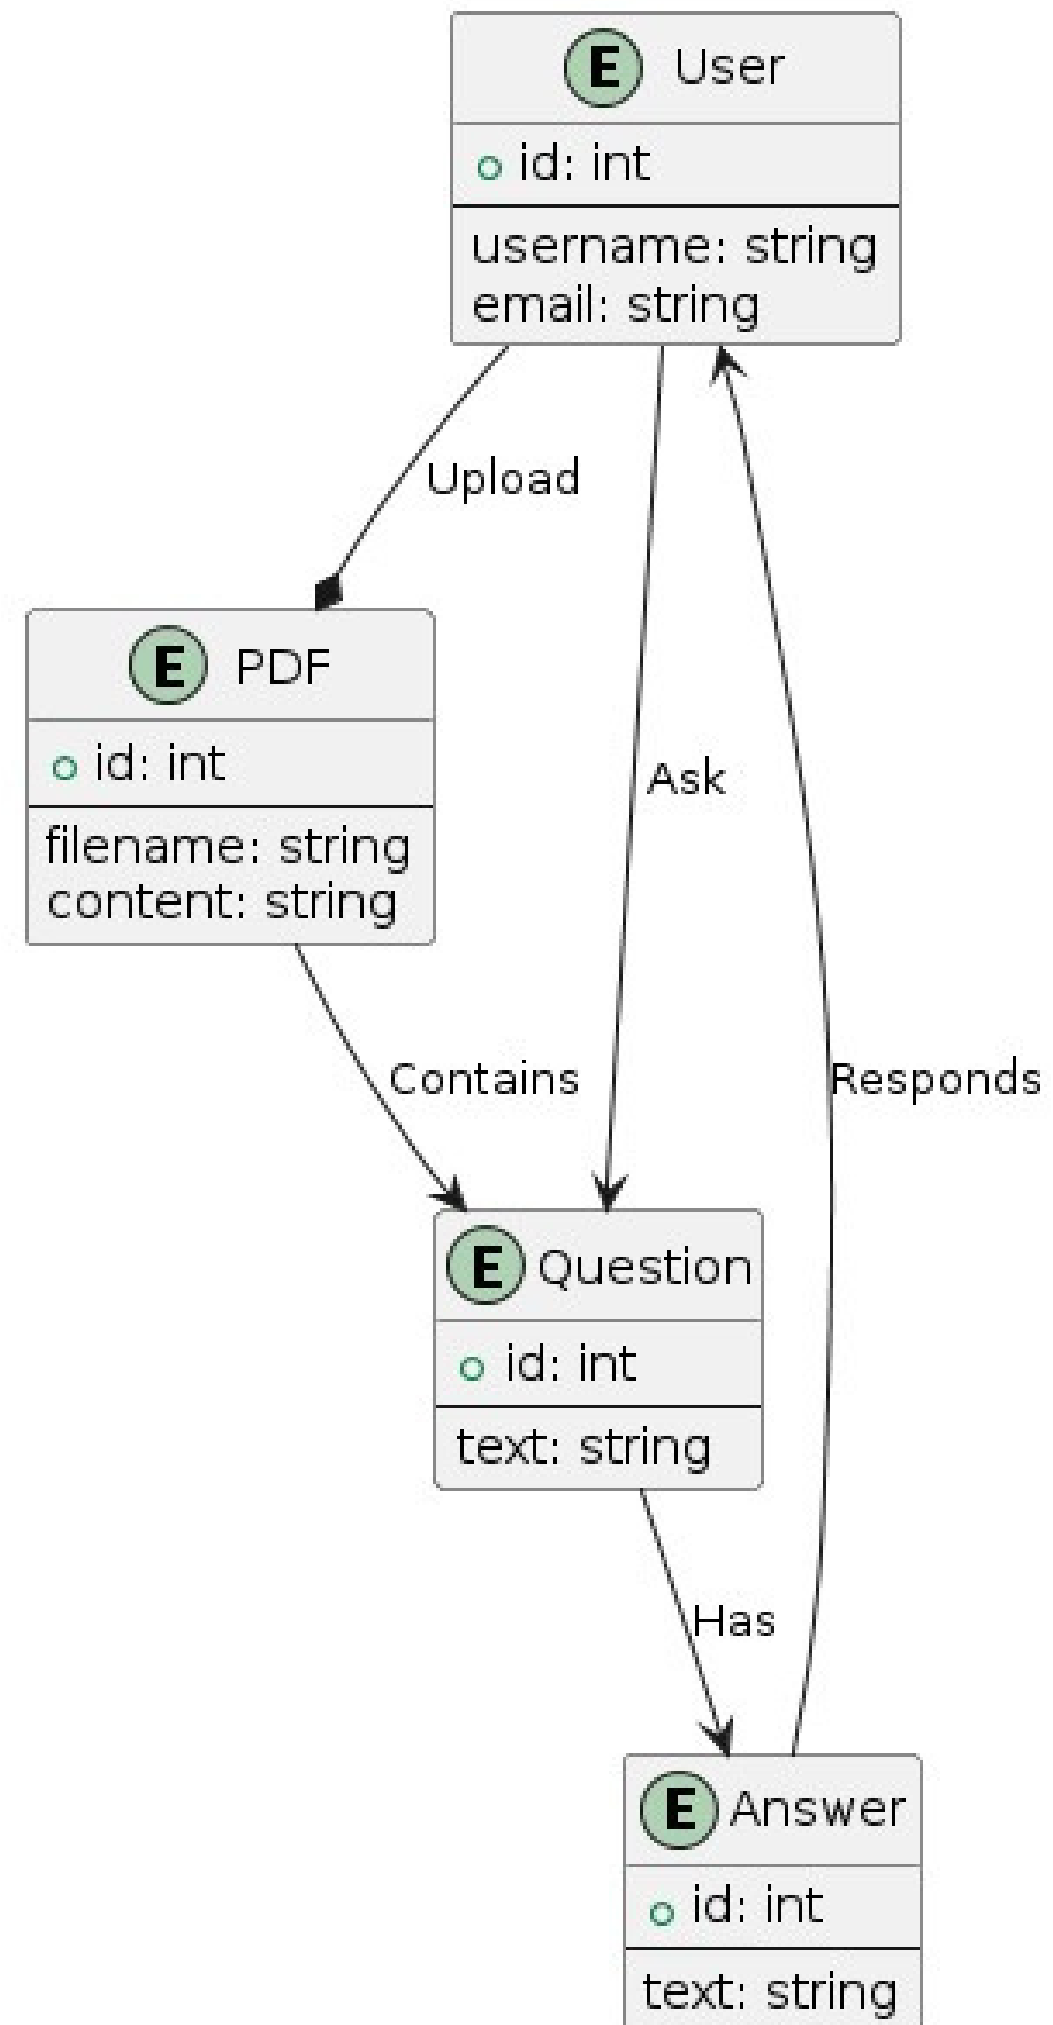 E User
id: int
username: string
email: string
Upload
E PDF
id: int
filename: string
content: string
Ask
Contains
Responds
E Question
id: int
text: string
Has
E Answer
id: int
text: string